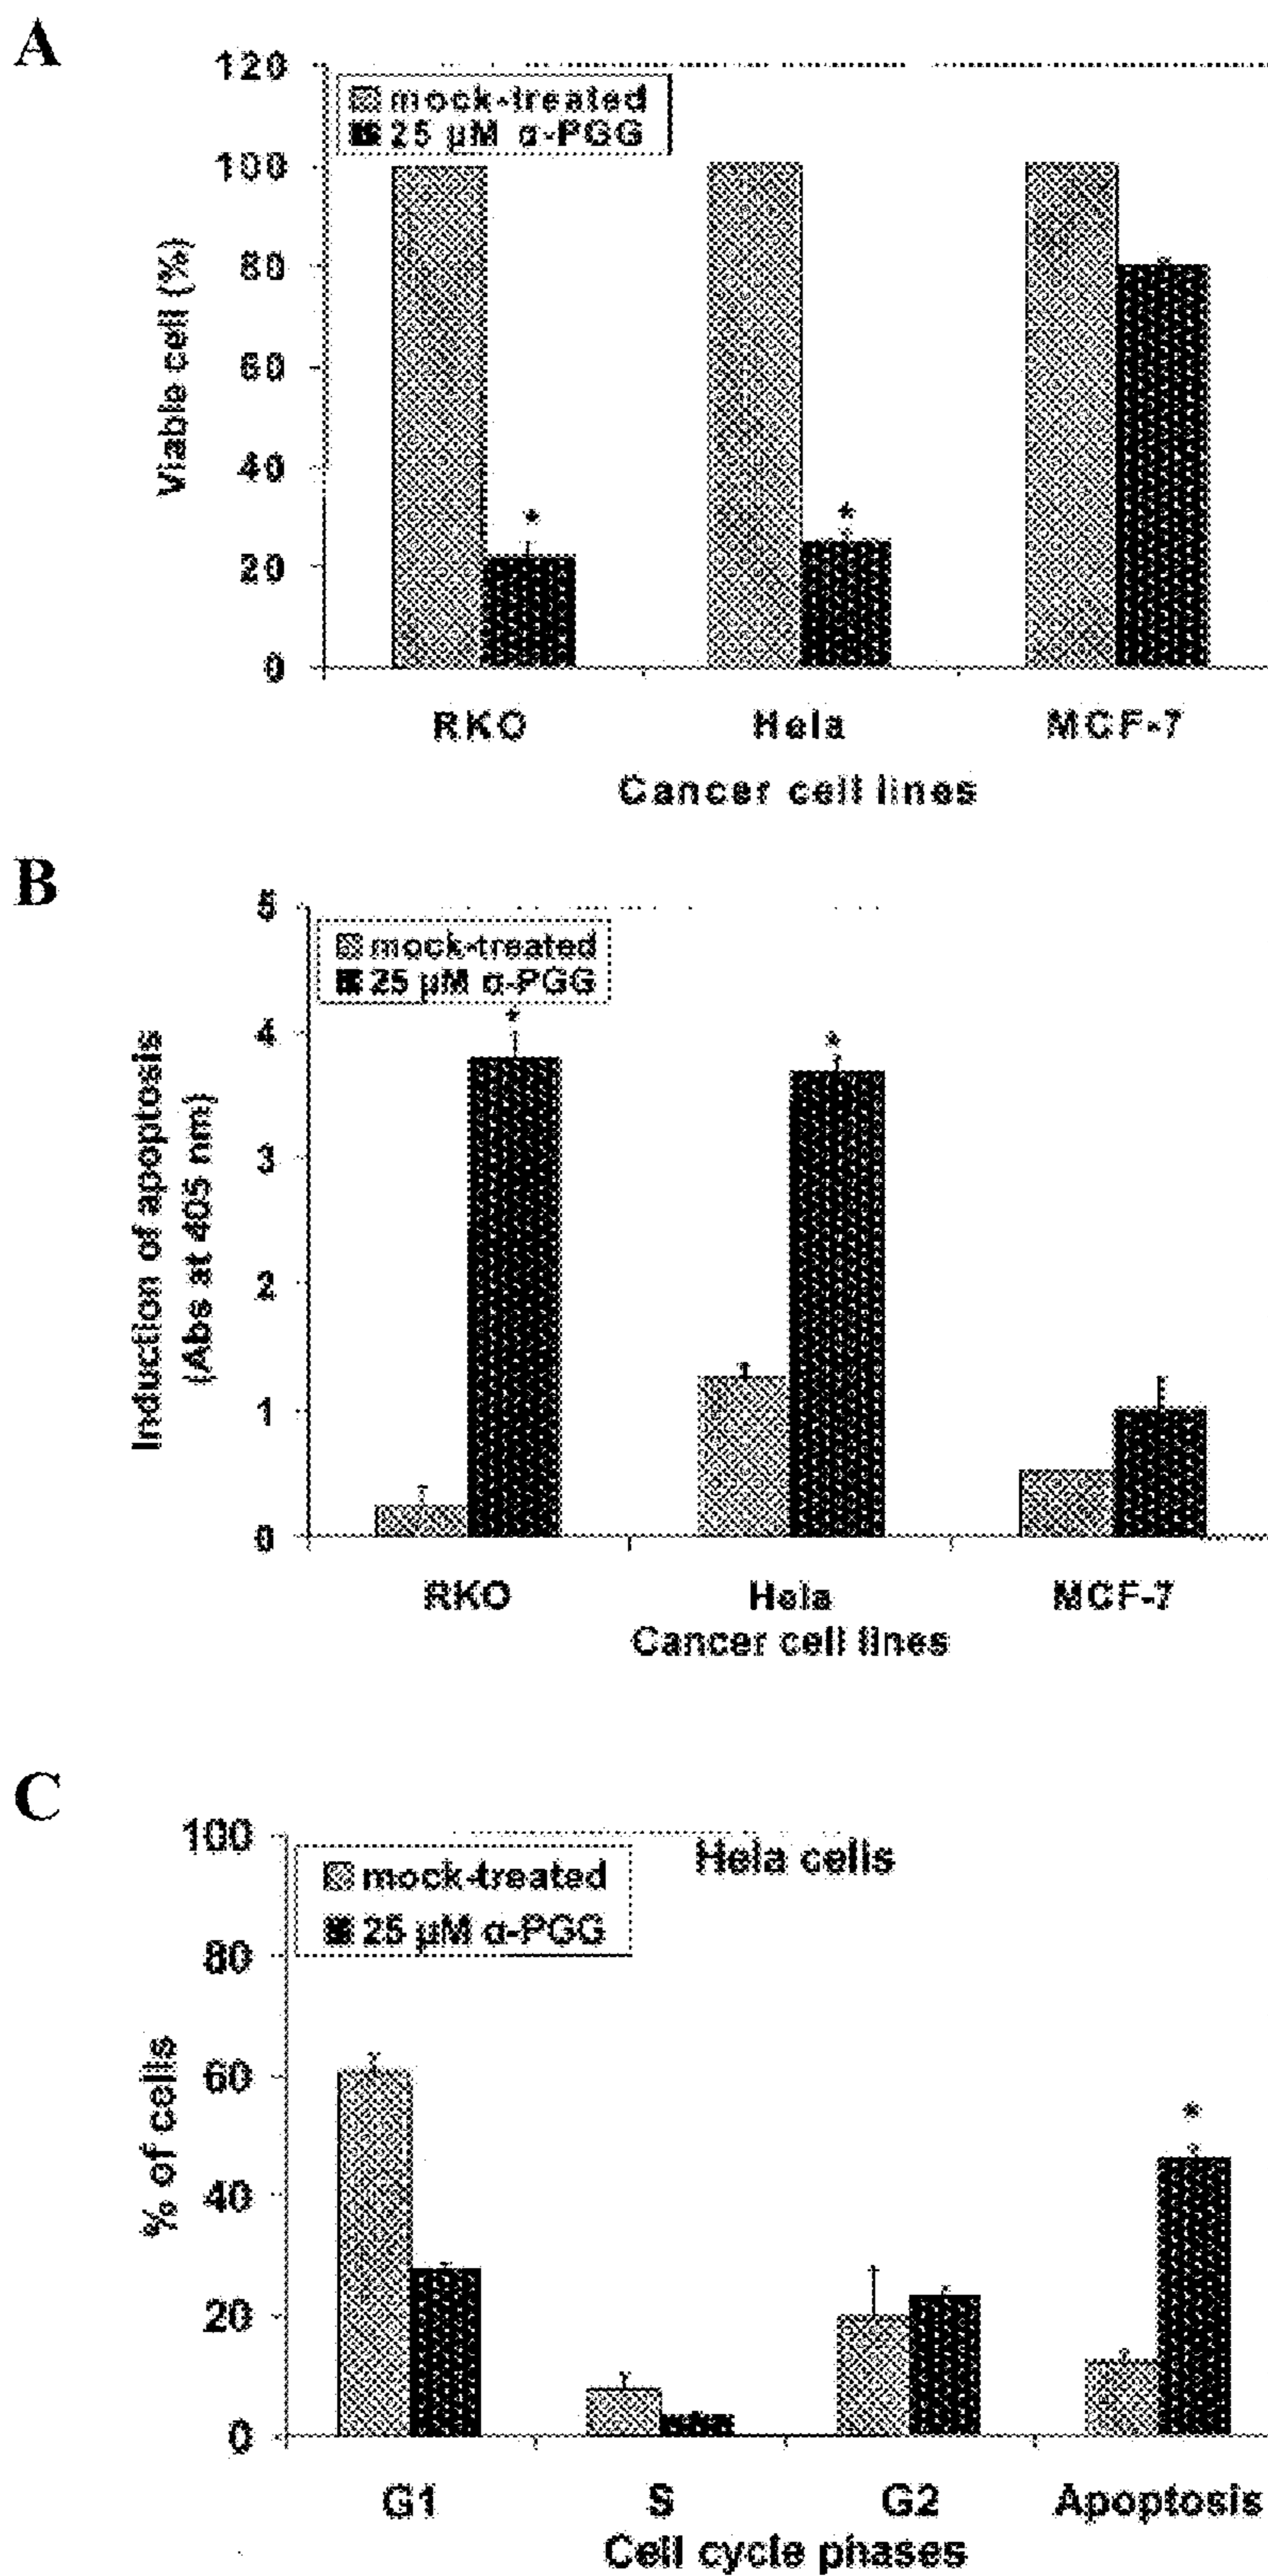 A
120
100
80
60
40
20
0
Viable cell (%)
mock-treated
25 µM α-PGG
*
*
RKO
Hela
MCF-7
Cancer cell lines
B
5
4
3
2
1
0
Induction of apoptosis
(Abs at 405 nm)
mock-treated
25 µM α-PGG
*
*
RKO
Hela
MCF-7
Cancer cell lines
C
100
80
60
40
20
0
% of cells
Hela cells
mock-treated
25 µM α-PGG
*
G1
S
G2
Apoptosis
Cell cycle phases